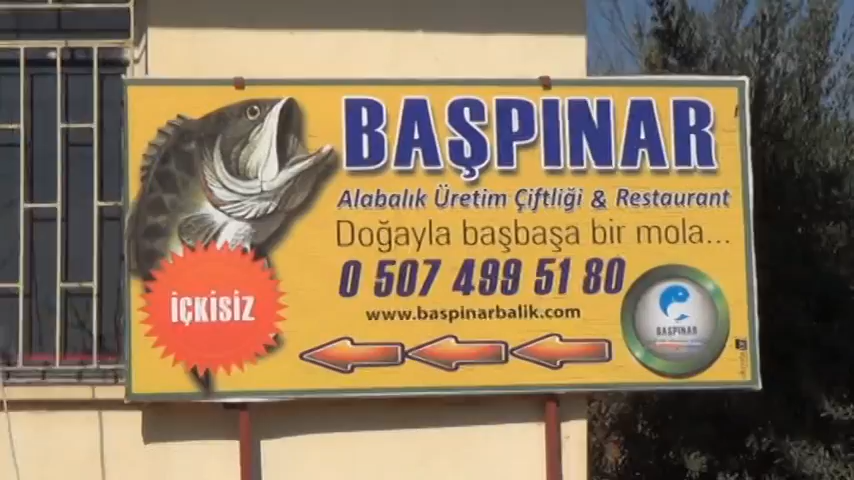 BAŞPINAR
Alabalık Üretim Çiftliği & Restaurant
Doğayla başbaşa bir mola...
0 507 499 51 80
İÇKİSİZ
www.baspinarbalik.com
BAŞPINAR